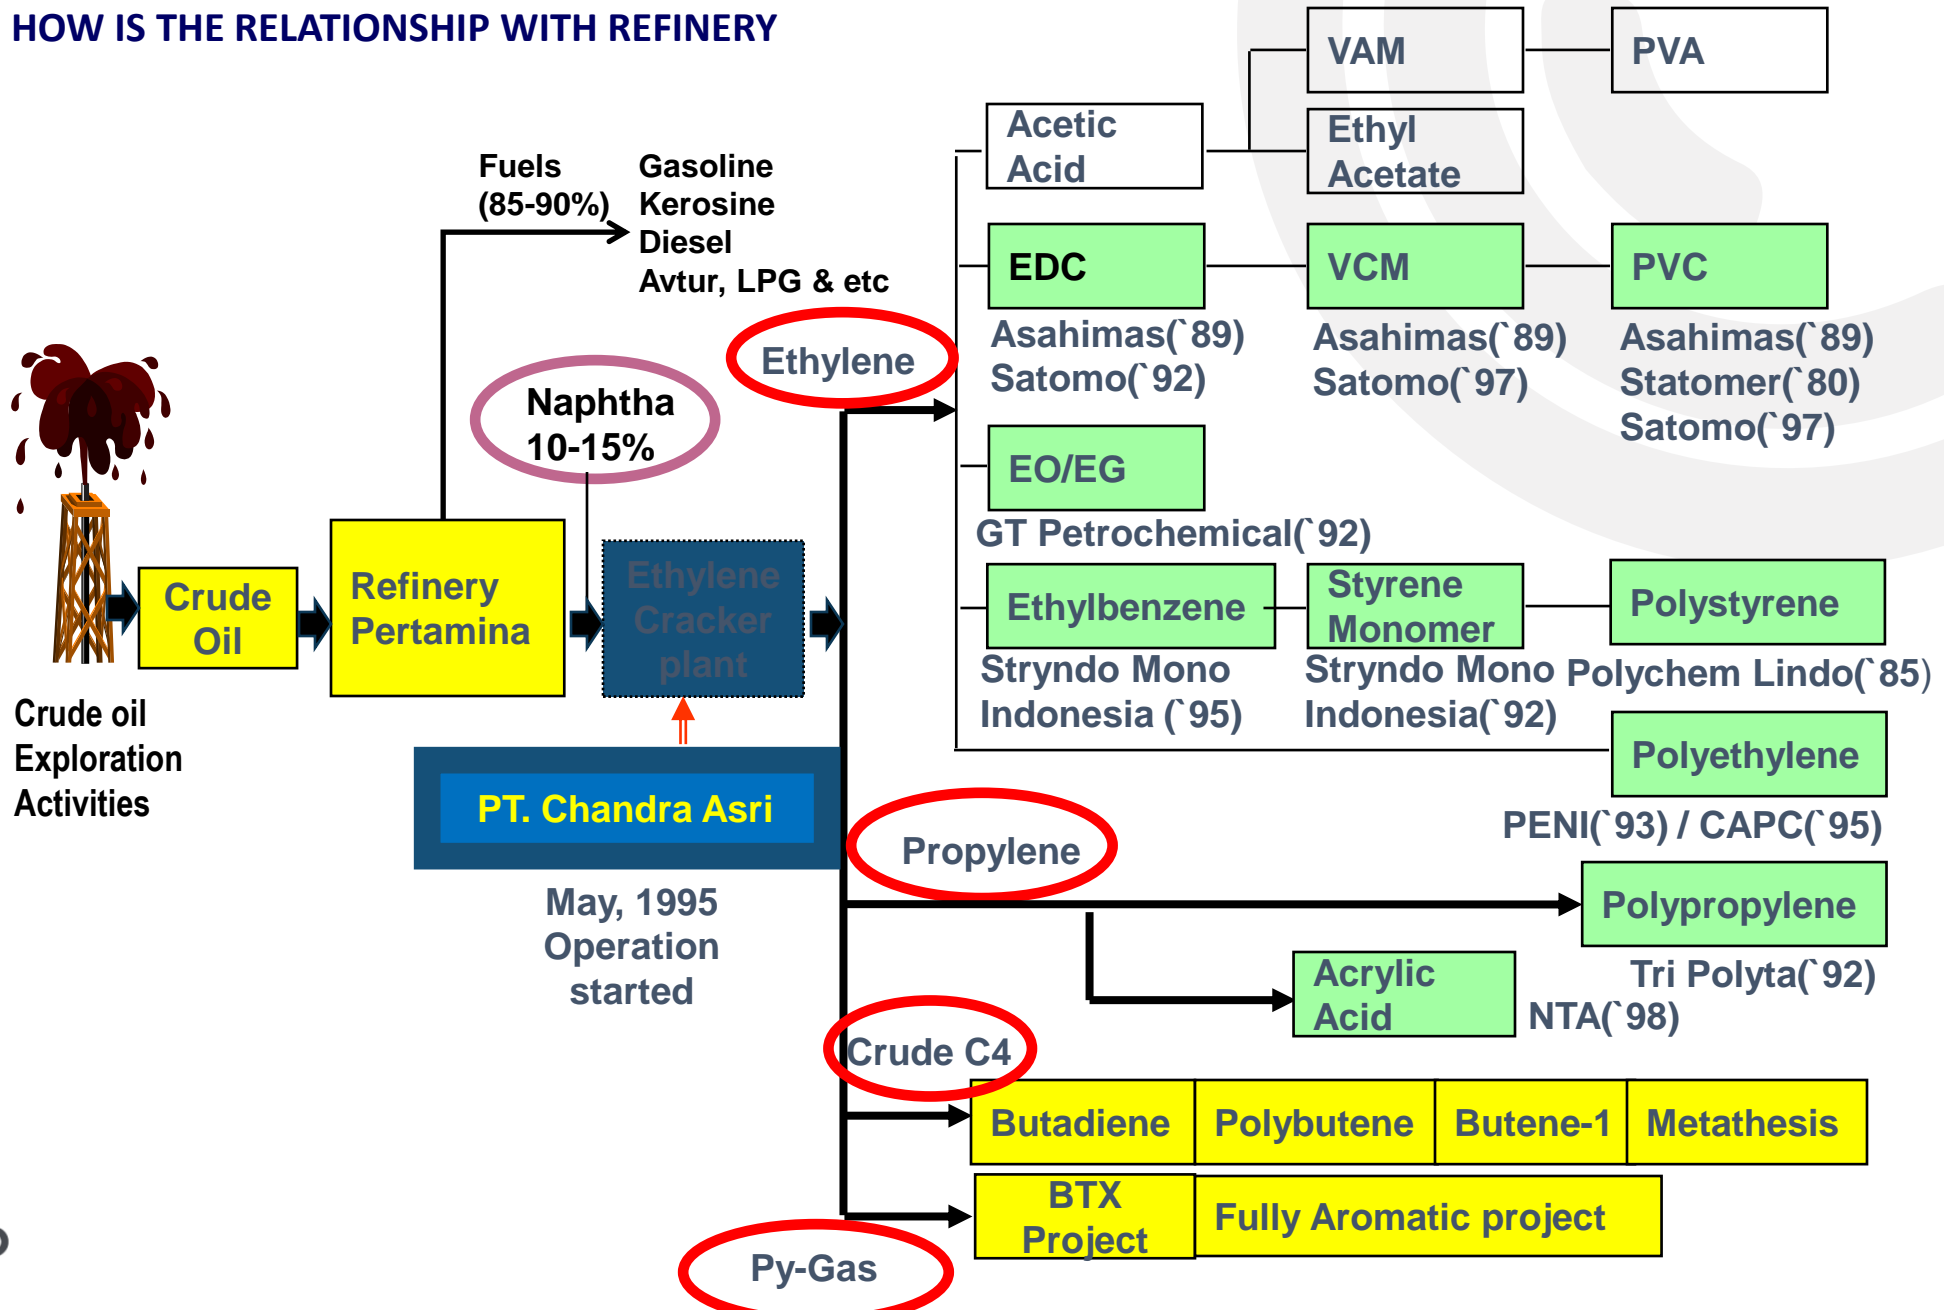 HOW IS THE RELATIONSHIP WITH REFINERY
VAM
PVA
Acetic
Acid
Ethyl
Acetate
Fuels
(85-90%)
Gasoline
Kerosine
Diesel
Avtur, LPG & etc
EDC
VCM
PVC
Asahimas(`89)
Satomo(`92)
Asahimas(`89)
Satomo(`97)
Asahimas(`89)
Statomer(`80)
Satomo(`97)
Ethylene
Naphtha
10-15%
EO/EG
GT Petrochemical(`92)
Crude
Oil
Refinery
Pertamina
Ethylene
Cracker
plant
Ethylbenzene
Styrene
Monomer
Polystyrene
Stryndo Mono
Indonesia (`95)
Stryndo Mono
Indonesia(`92)
Polychem Lindo(`85)
Crude oil
Exploration
Activities
Polyethylene
PENI(`93) / CAPC(`95)
PT. Chandra Asri
May, 1995
Operation
started
Propylene
Polypropylene
Tri Polyta(`92)
Acrylic
Acid
NTA(`98)
Crude C4
Butadiene
Polybutene
Butene-1
Metathesis
BTX
Project
Fully Aromatic project
Py-Gas